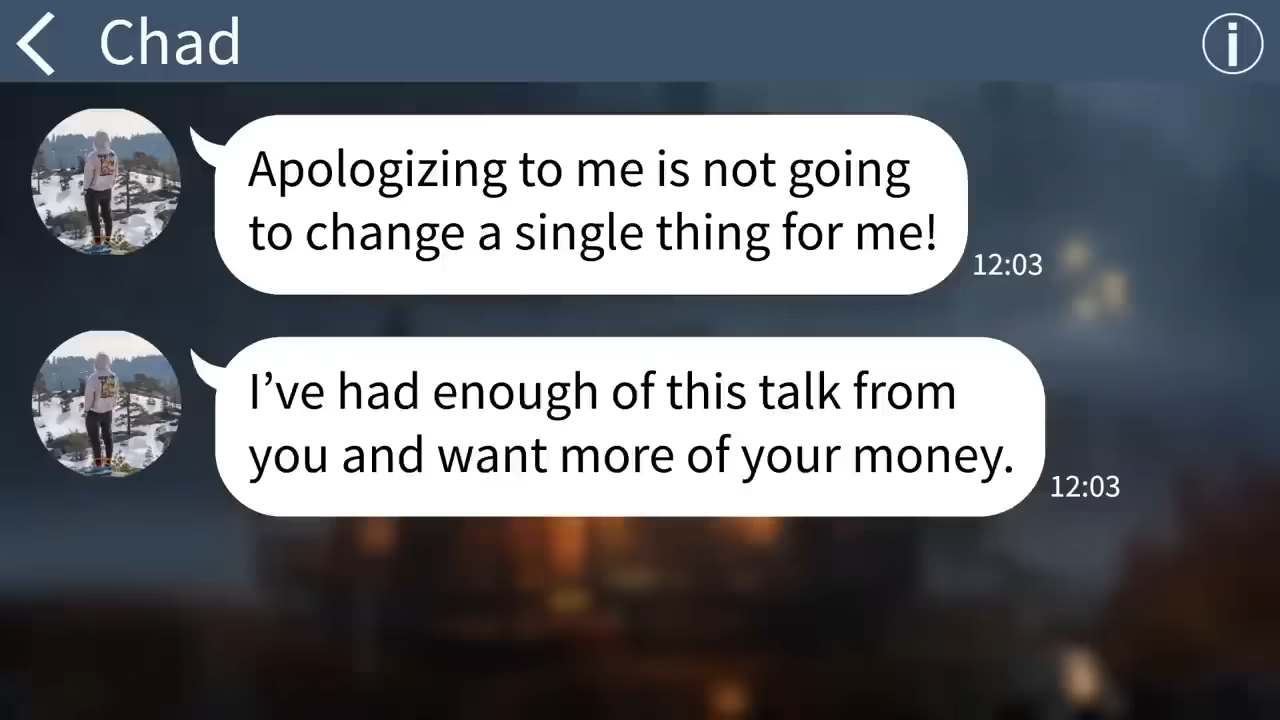 Chad
Apologizing to me is not going
to change a single thing for me!
12:03
I’ve had enough of this talk from
you and want more of your money.
12:03